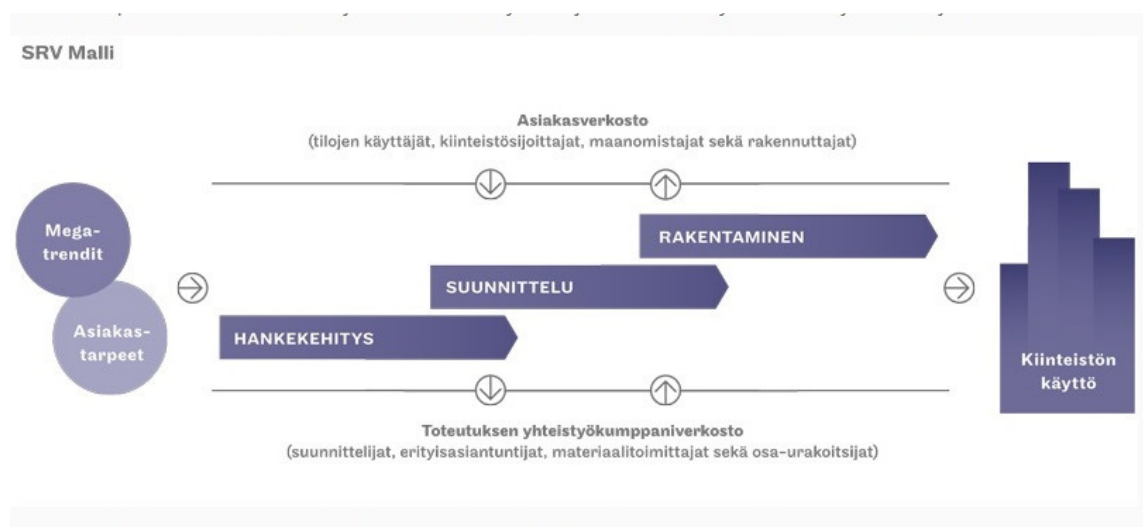 SRV Malli
Asiakasverkosto
(tilojen käyttäjät, kiinteistösijoittajat, maanomistajat sekä rakennuttajat)
Mega-
trendit
Asiakas-
tarpeet
RAKENTAMINEN
SUUNNITTELU
HANKEKEHITYS
Kiinteistön
käyttö
Toteutuksen yhteistyökumppaniverkosto
(suunnittelijat, erityisasiantuntijat, materiaalitoimittajat sekä osa-urakoitsijat)